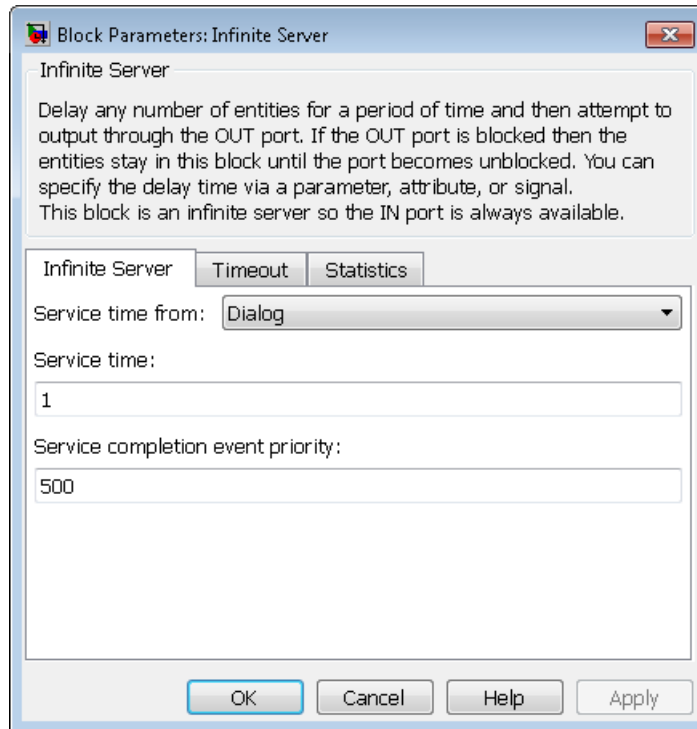 Block Parameters: Infinite Server
Infinite Server
Delay any number of entities for a period of time and then attempt to
output through the OUT port. If the OUT port is blocked then the
entities stay in this block until the port becomes unblocked. You can
specify the delay time via a parameter, attribute, or signal.
This block is an infinite server so the IN port is always available.
Infinite Server Timeout Statistics
Service time from: Dialog
Service time:
1
Service completion event priority:
500
OK Cancel Help Apply